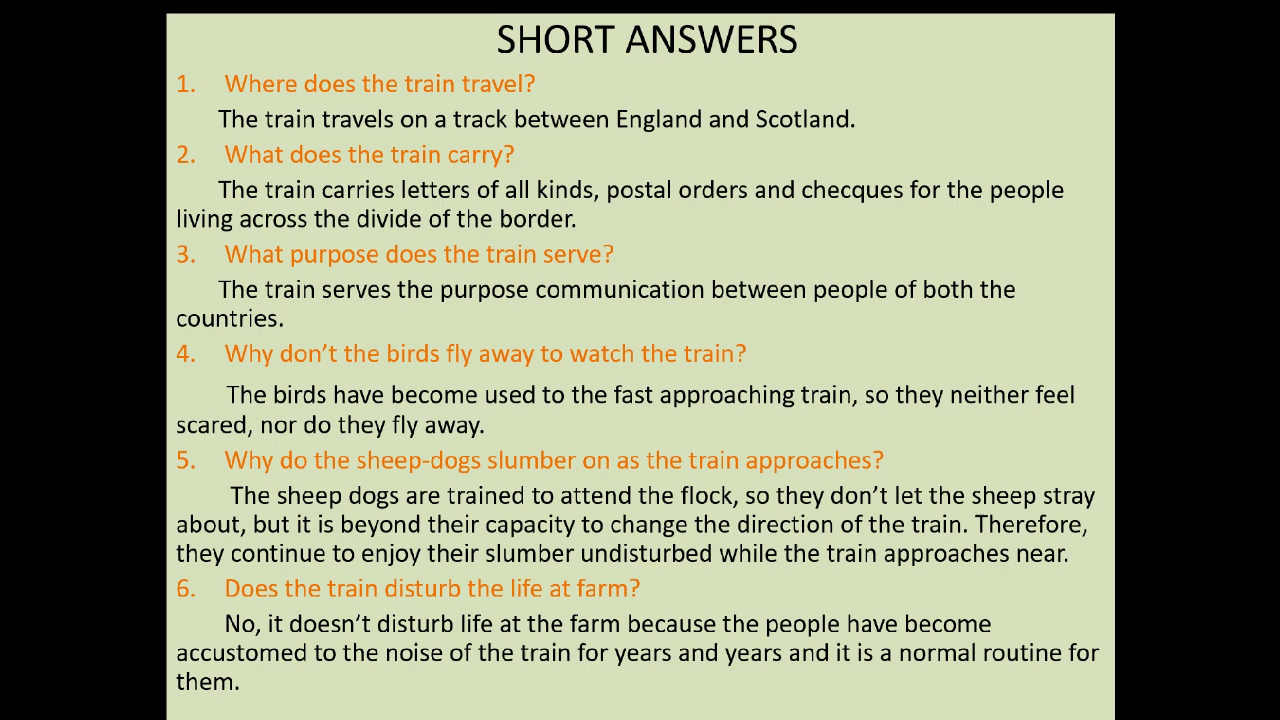 SHORT ANSWERS
1. Where does the train travel?
The train travels on a track between England and Scotland.
2. What does the train carry?
The train carries letters of all kinds, postal orders and checques for the people
living across the divide of the border.
3. What purpose does the train serve?
The train serves the purpose communication between people of both the
countries.
4. Why don’t the birds fly away to watch the train?
The birds have become used to the fast approaching train, so they neither feel
scared, nor do they fly away.
5. Why do the sheep-dogs slumber on as the train approaches?
The sheep dogs are trained to attend the flock, so they don’t let the sheep stray
about, but it is beyond their capacity to change the direction of the train. Therefore,
they continue to enjoy their slumber undisturbed while the train approaches near.
6. Does the train disturb the life at farm?
No, it doesn’t disturb life at the farm because the people have become
accustomed to the noise of the train for years and years and it is a normal routine for
them.